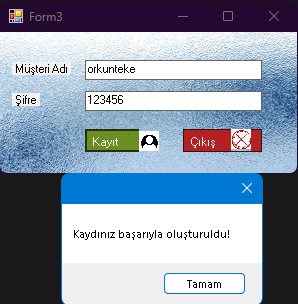 Form3
Müşteri Adı orkunteke
Şifre 123456
Kayıt Çıkış
Kaydınız başarıyla oluşturuldu!
Tamam